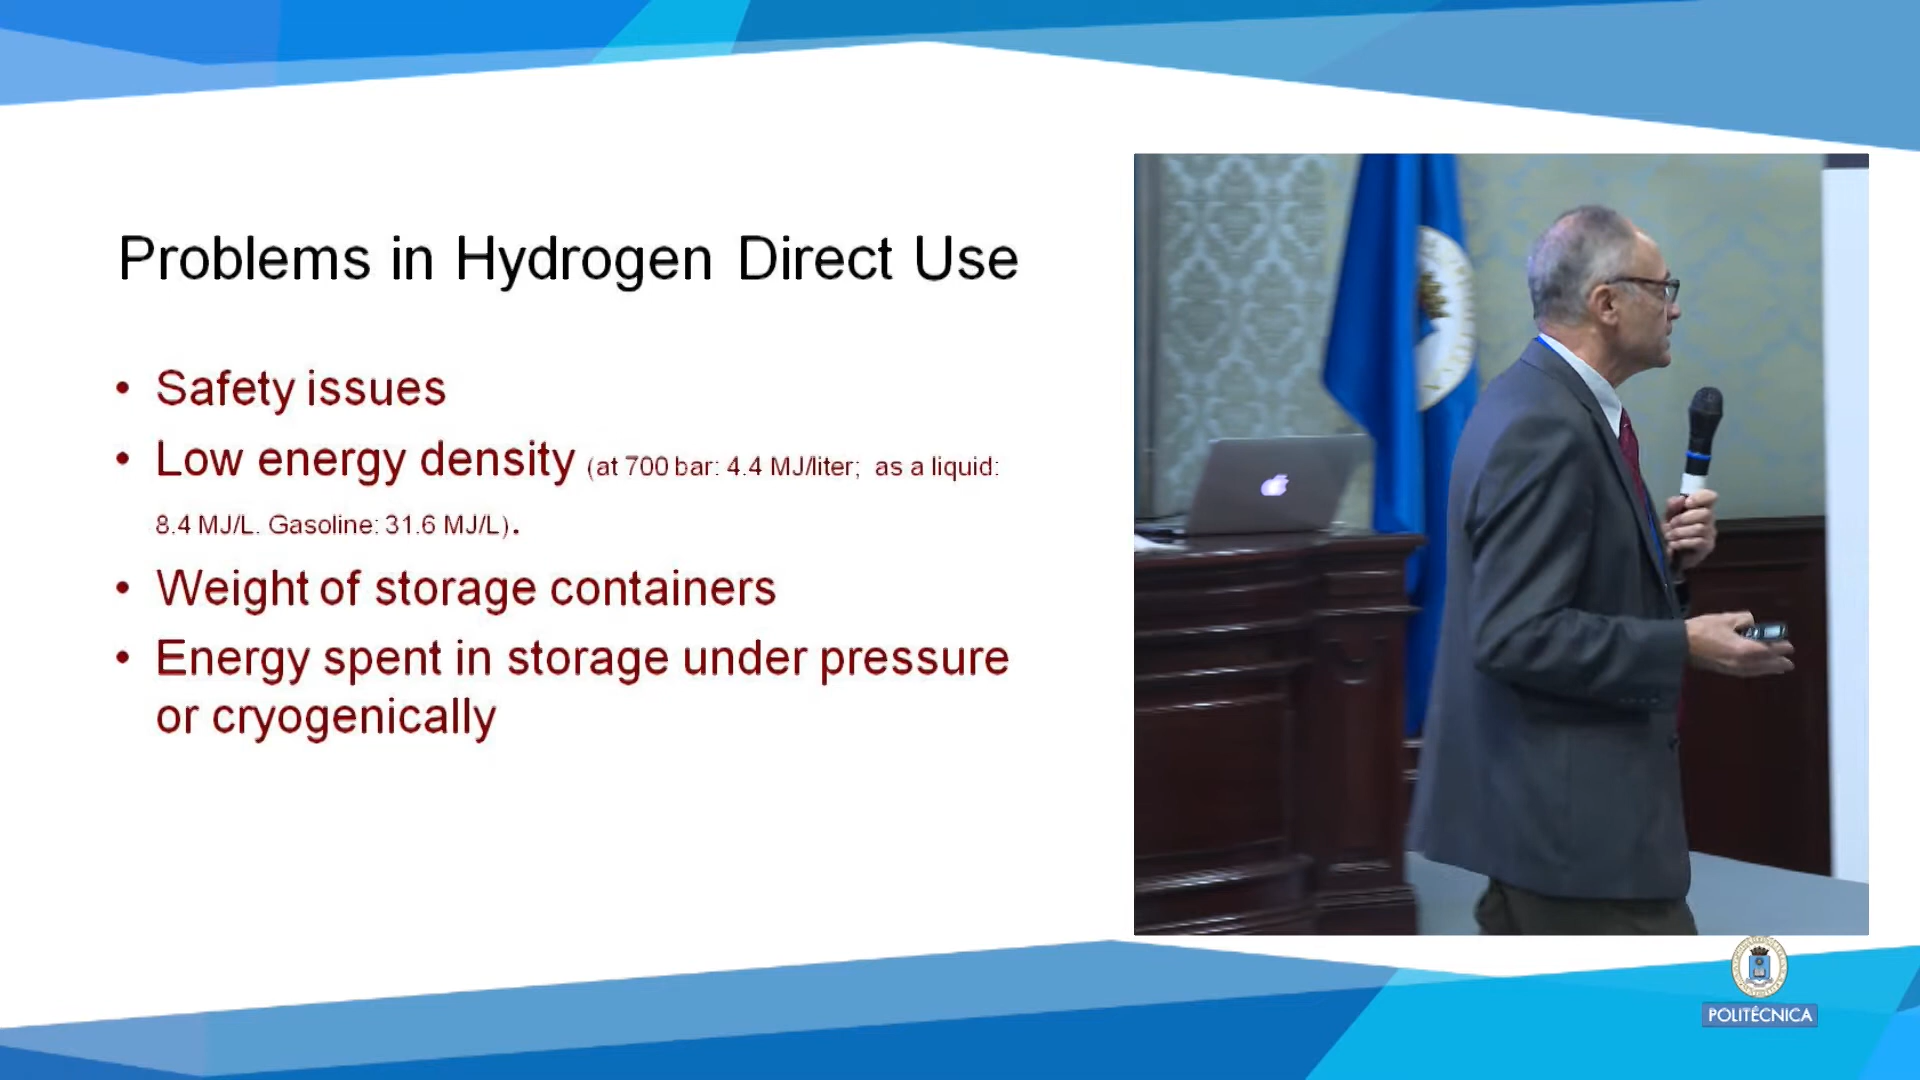 Problems in Hydrogen Direct Use
• Safety issues
• Low energy density (at 700 bar: 4.4 MJ/liter; as a liquid:
8.4 MJ/L. Gasoline: 31.6 MJ/L).
• Weight of storage containers
• Energy spent in storage under pressure
or cryogenically
POLITÉCNICA